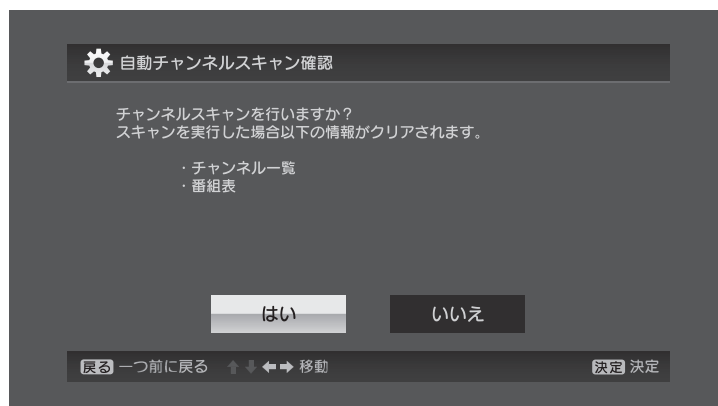 自動チャンネルスキャン確認
チャンネルスキャンを行いますか？
スキャンを実行した場合以下の情報がクリアされます。
・チャンネル一覧
・番組表
はい いいえ
戻る 一つ前に戻る ↑↓←→ 移動 決定 決定